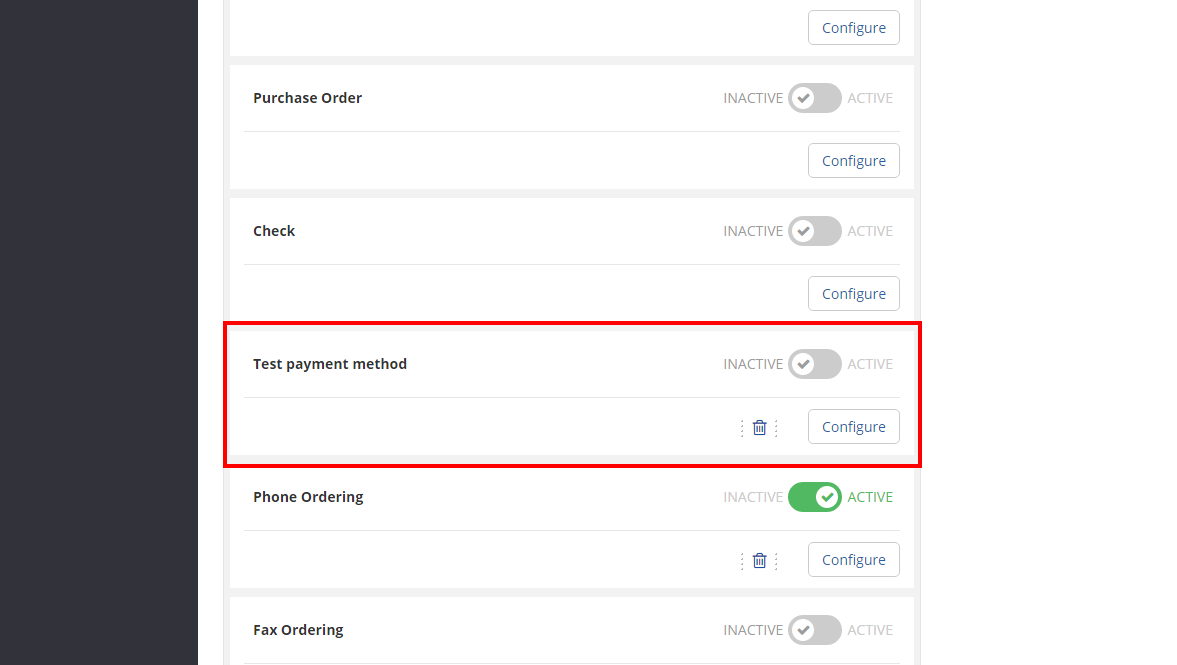 Configure
Purchase Order INACTIVE ACTIVE
Configure
Check INACTIVE ACTIVE
Configure
Test payment method INACTIVE ACTIVE
Configure
Phone Ordering INACTIVE ACTIVE
Configure
Fax Ordering INACTIVE ACTIVE